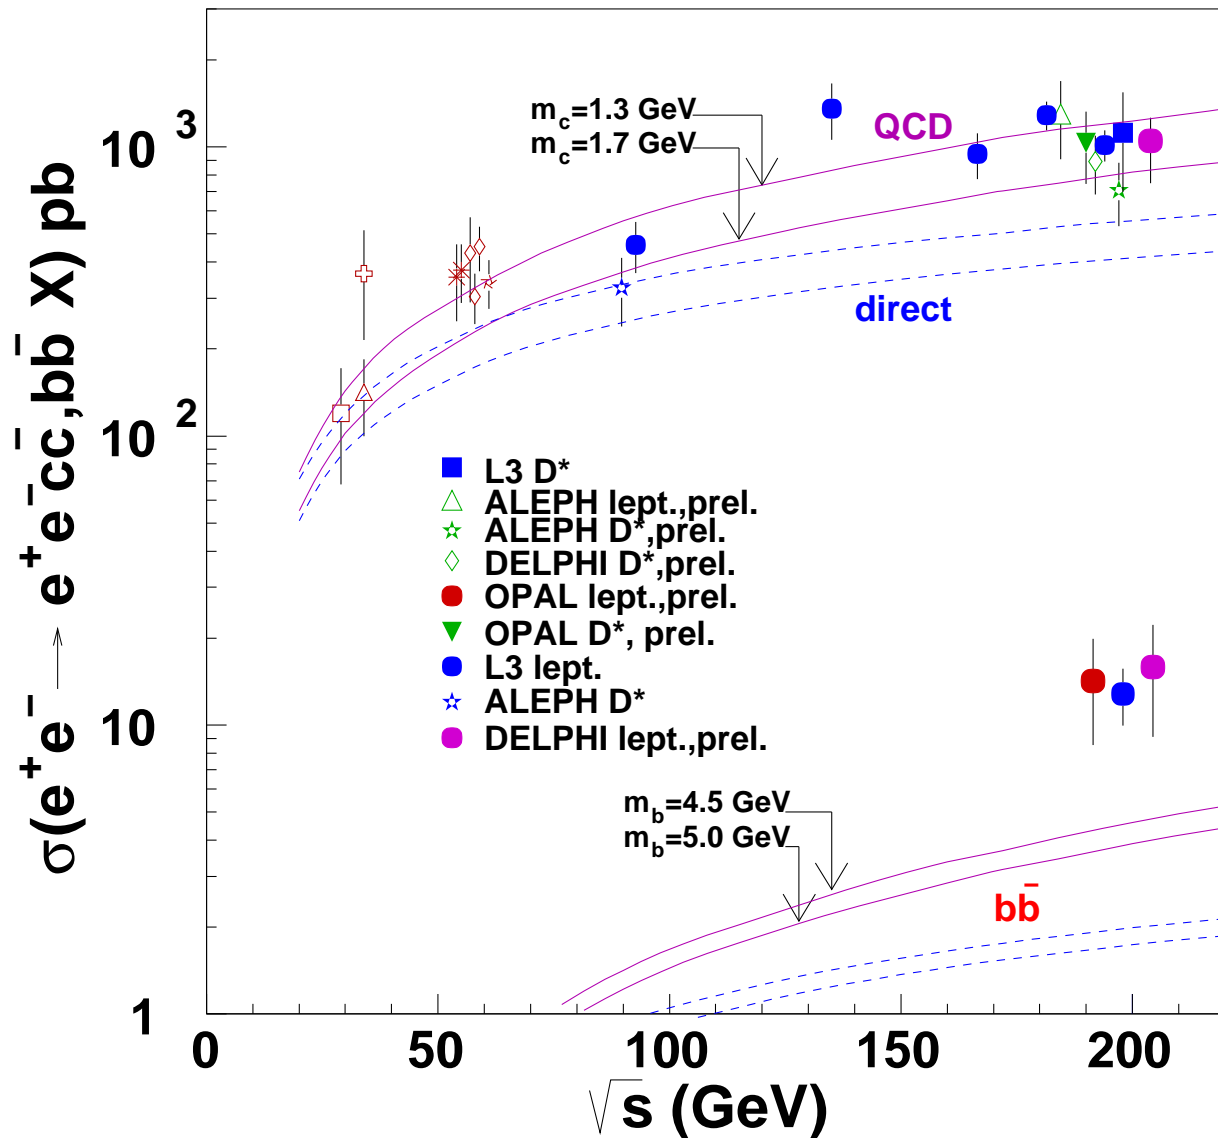 σ(e⁺e⁻ → e⁺e⁻cc̄,bb̄ X) pb
10³
10²
10
1
m_c=1.3 GeV
m_c=1.7 GeV
QCD
direct
L3 D*
ALEPH lept.,prel.
ALEPH D*,prel.
DELPHI D*,prel.
OPAL lept.,prel.
OPAL D*, prel.
L3 lept.
ALEPH D*
DELPHI lept.,prel.
m_b=4.5 GeV
m_b=5.0 GeV
bb̄
0 50 100 150 200
√s (GeV)